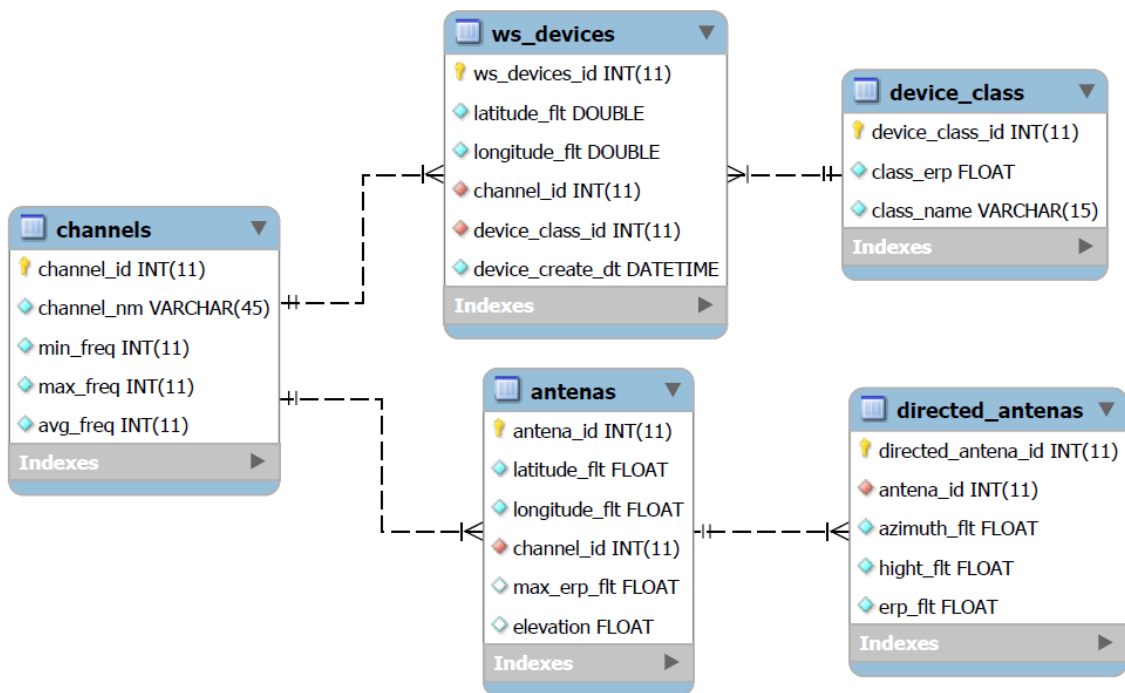 ws_devices
ws_devices_id INT(11)
latitude_flt DOUBLE
longitude_flt DOUBLE
channel_id INT(11)
device_class_id INT(11)
device_create_dt DATETIME
Indexes
device_class
device_class_id INT(11)
class_erp FLOAT
class_name VARCHAR(15)
Indexes
channels
channel_id INT(11)
channel_nm VARCHAR(45)
min_freq INT(11)
max_freq INT(11)
avg_freq INT(11)
Indexes
antenas
antena_id INT(11)
latitude_flt FLOAT
longitude_flt FLOAT
channel_id INT(11)
max_erp_flt FLOAT
elevation FLOAT
Indexes
directed_antenas
directed_antena_id INT(11)
antena_id INT(11)
azimuth_flt FLOAT
hight_flt FLOAT
erp_flt FLOAT
Indexes